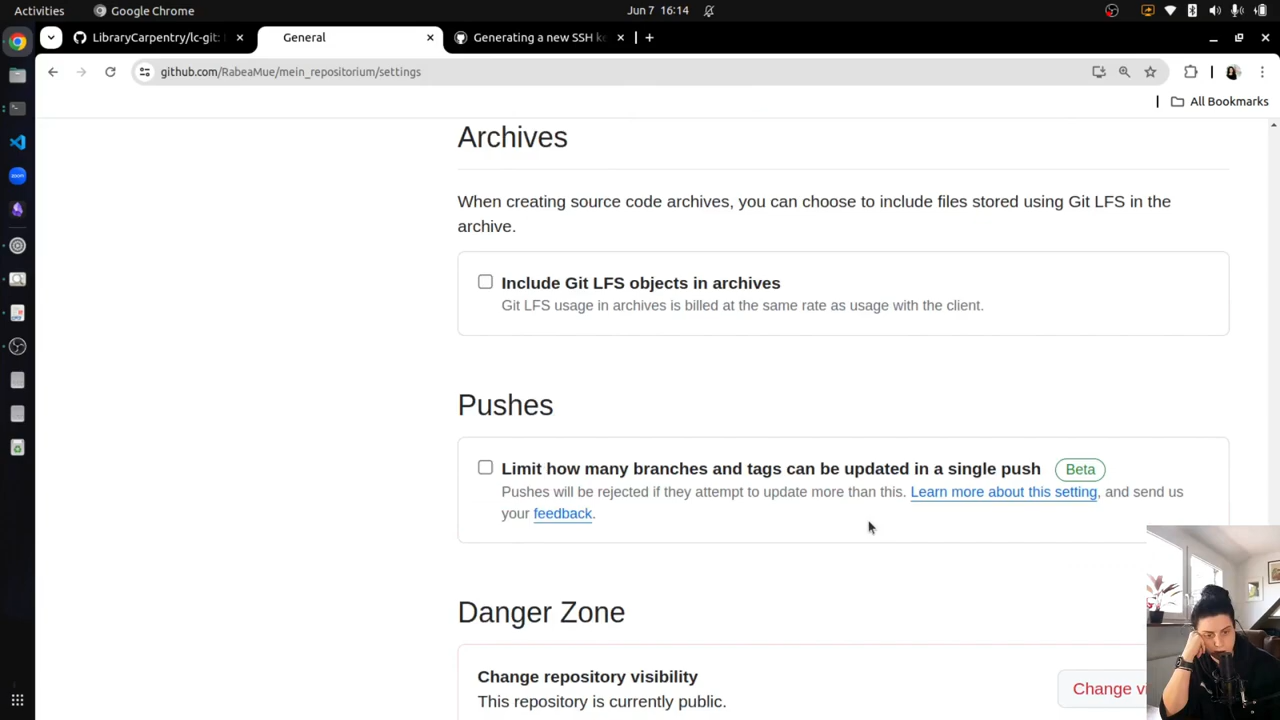 Activities
Google Chrome
Jun 7 16:14
LibraryCarpentry/lc-git:
General
Generating a new SSH ke
github.com/RabeaMue/mein_repositorium/settings
All Bookmarks
Archives
When creating source code archives, you can choose to include files stored using Git LFS in the
archive.
Include Git LFS objects in archives
Git LFS usage in archives is billed at the same rate as usage with the client.
Pushes
Limit how many branches and tags can be updated in a single push Beta
Pushes will be rejected if they attempt to update more than this. Learn more about this setting, and send us
your feedback.
Danger Zone
Change repository visibility
Change vi
This repository is currently public.